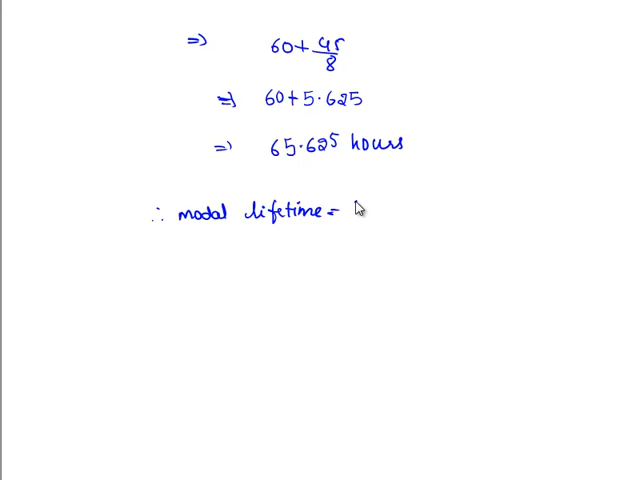 => 60 + 45/8
=> 60 + 5.625
=> 65.625 hours
∴ modal lifetime =